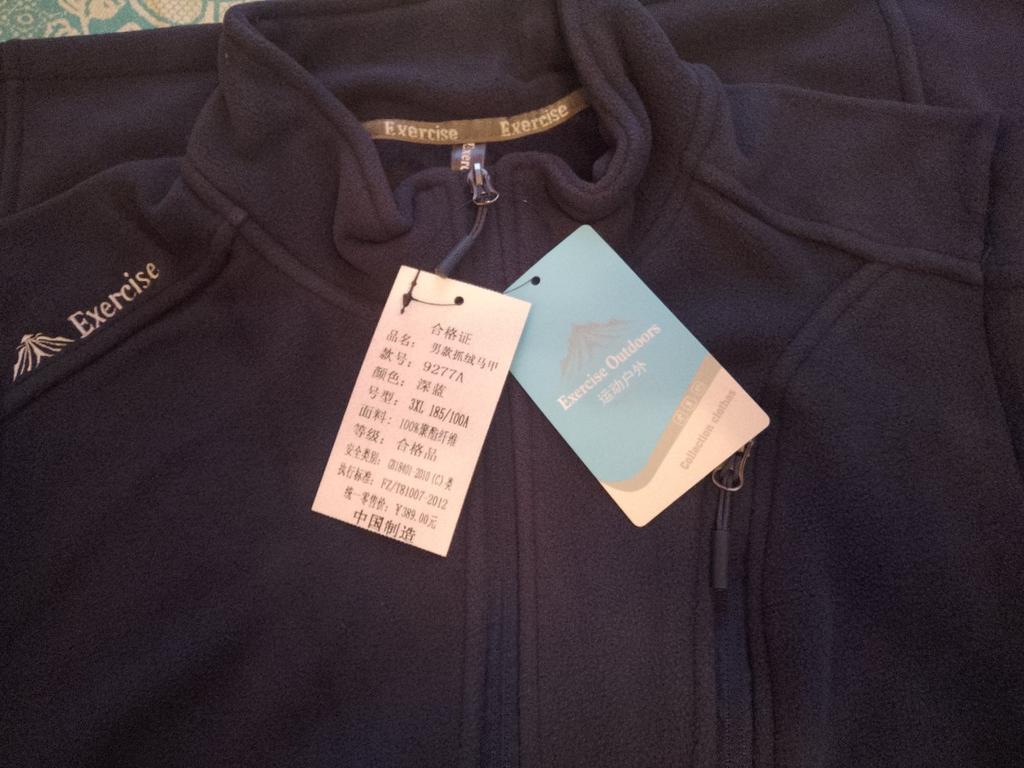 Exercise Exercise
Exer
Exercise
合格证
品名： 男款抓绒马甲
款号： 9277A
颜色： 深蓝
号型： 3XL 185/100A
面料： 100%聚酯纤维
等级： 合格品
安全类别： GB18401-2010(C)类
执行标准： FZ/T81007-2012
统一零售价： ¥389.00元
中国制造
Exercise Outdoors
运动户外
Collection clothes